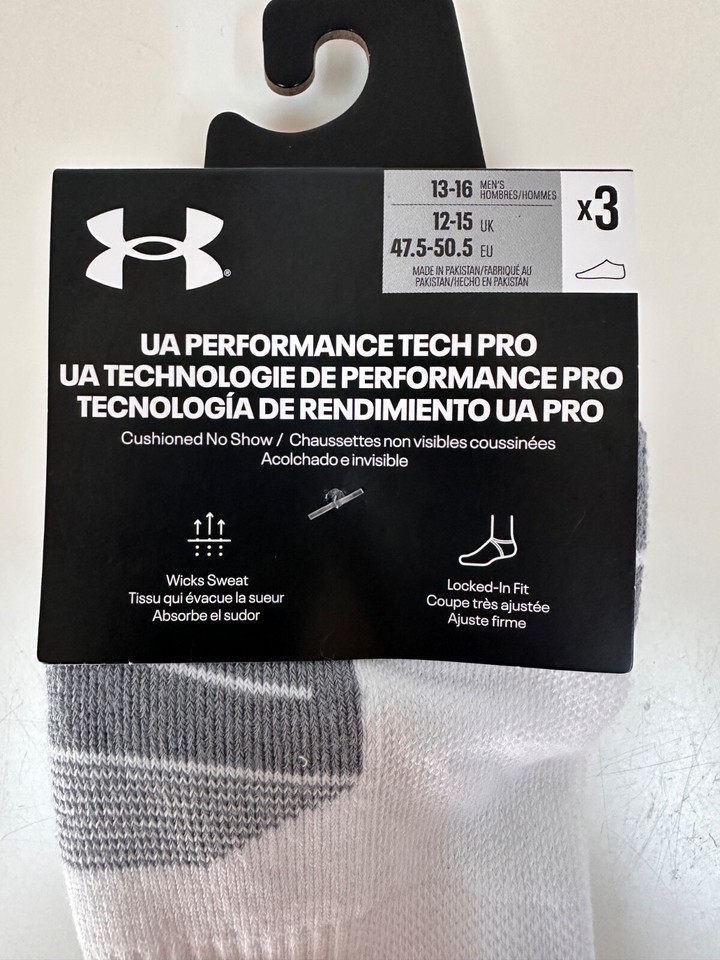 13-16 MEN'S
HOMBRES/HOMMES
12-15 UK
47.5-50.5 EU
MADE IN PAKISTAN/FABRIQUÉ AU
PAKISTAN/HECHO EN PAKISTAN
x3
®
UA PERFORMANCE TECH PRO
UA TECHNOLOGIE DE PERFORMANCE PRO
TECNOLOGÍA DE RENDIMIENTO UA PRO
Cushioned No Show / Chaussettes non visibles coussinées
Acolchado e invisible
Wicks Sweat
Tissu qui évacue la sueur
Absorbe el sudor
Locked-In Fit
Coupe très ajustée
Ajuste firme